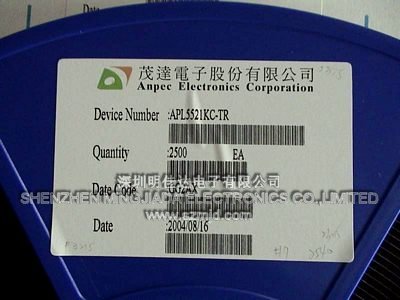 茂達電子股份有限公司
Anpec Electronics Corporation
Device Number :APL5521KC-TR
Quantity :2500 EA
深圳明佳达电子有限公司
SHENZHEN MINGJIADA ELECTRONICS CO.,LIMITED
Date Code
www.szmjd.com
Date :2004/08/16